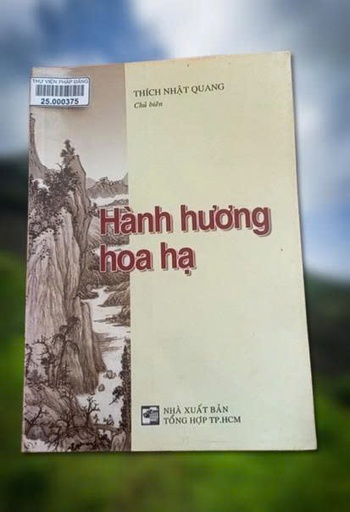 THƯ VIỆN PHÁP ĐĂNG
25.000375
THÍCH NHẬT QUANG
Chủ biên
Hành hương
hoa hạ
NHÀ XUẤT BẢN
TỔNG HỢP TP.HCM